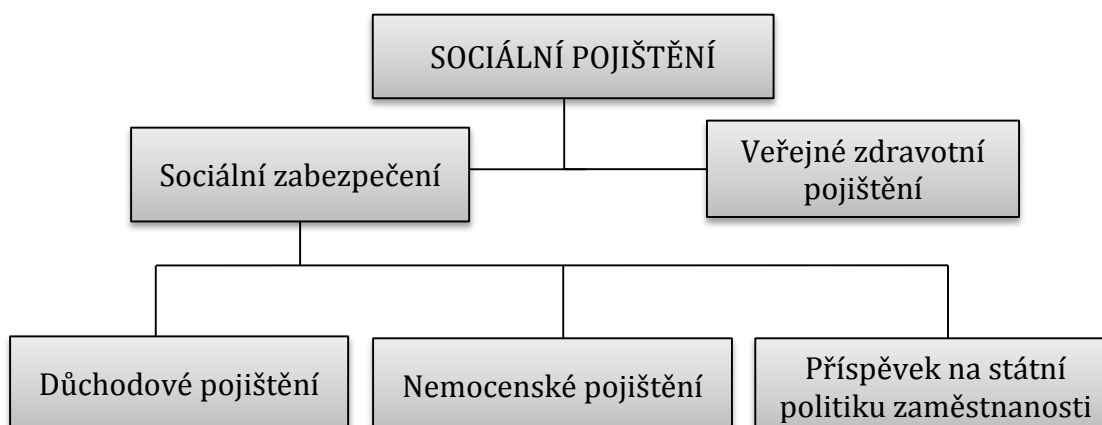 SOCIÁLNÍ POJIŠTĚNÍ
Sociální zabezpečení
Veřejné zdravotní
pojištění
Důchodové pojištění
Nemocenské pojištění
Příspěvek na státní
politiku zaměstnanosti